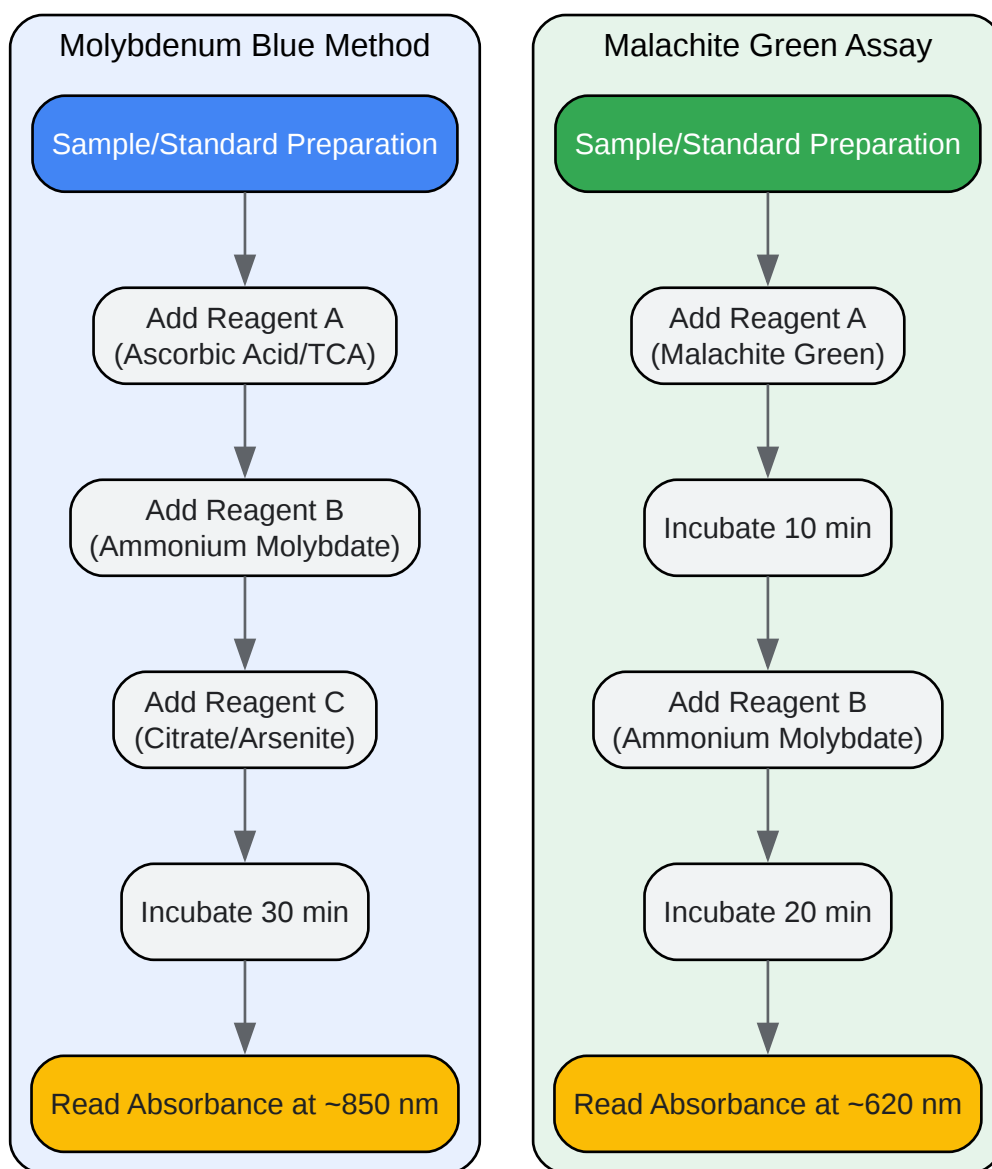 Molybdenum Blue Method
Sample/Standard Preparation
Add Reagent A
(Ascorbic Acid/TCA)
Add Reagent B
(Ammonium Molybdate)
Add Reagent C
(Citrate/Arsenite)
Incubate 30 min
Read Absorbance at ~850 nm
Malachite Green Assay
Sample/Standard Preparation
Add Reagent A
(Malachite Green)
Incubate 10 min
Add Reagent B
(Ammonium Molybdate)
Incubate 20 min
Read Absorbance at ~620 nm